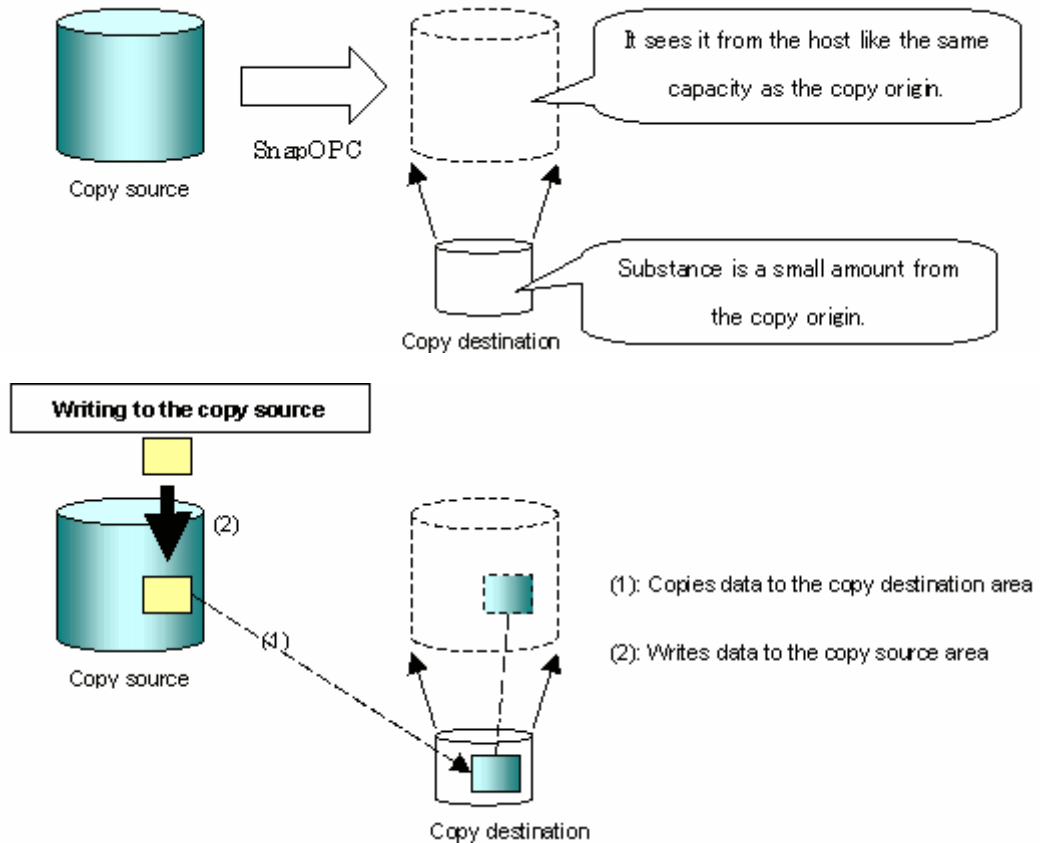 It sees it from the host like the same
capacity as the copy origin.
SnapOPC
Copy source
Substance is a small amount from
the copy origin.
Copy destination
Writing to the copy source
(2)
(1): Copies data to the copy destination area
(1)
(2): Writes data to the copy source area
Copy source
Copy destination